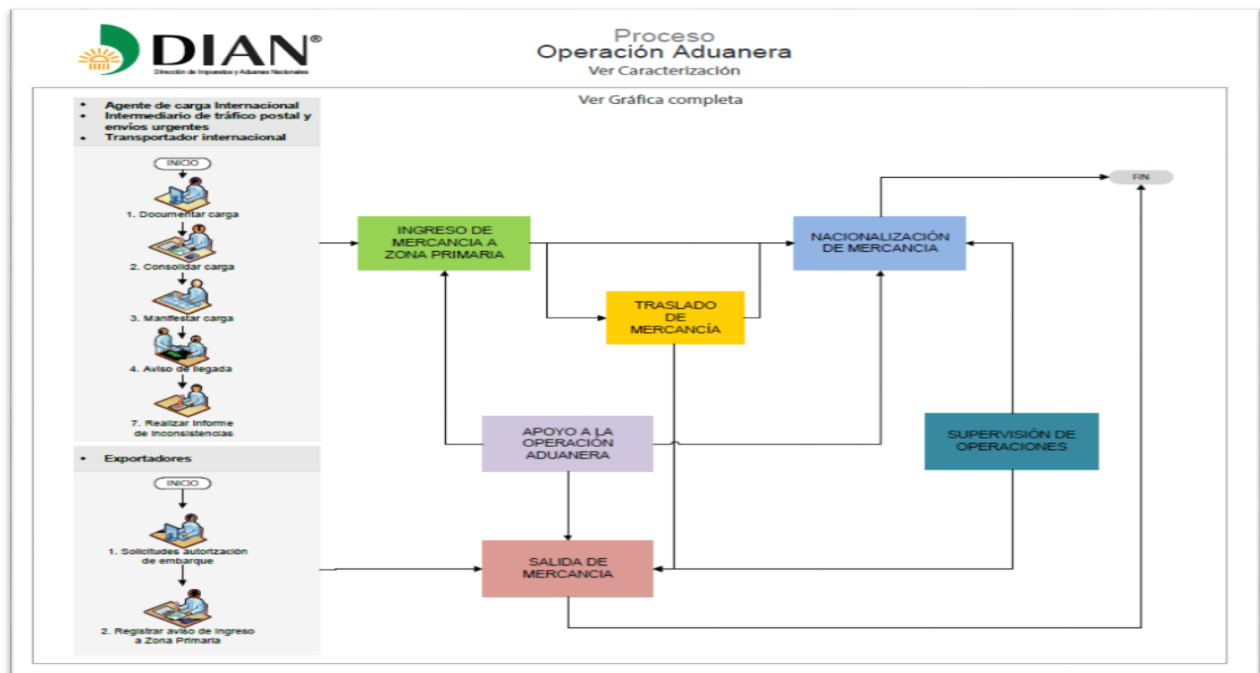 DIAN®
Dirección de Impuestos y Aduanas Nacionales
Proceso
Operación Aduanera
Ver Caracterización
Ver Gráfica completa
• Agente de carga Internacional
• Intermediario de tráfico postal y
envíos urgentes
• Transportador internacional
INICIO
1. Documentar carga
2. Consolidar carga
3. Manifestar carga
4. Aviso de llegada
7. Realizar Informe
de inconsistencias
• Exportadores
INICIO
1. Solicitudes autorización
de embarque
2. Registrar aviso de ingreso
a Zona Primaria
INGRESO DE
MERCANCIA A
ZONA PRIMARIA
NACIONALIZACIÓN
DE MERCANCIA
FIN
TRASLADO
DE
MERCANCÍA
APOYO A LA
OPERACIÓN
ADUANERA
SUPERVISIÓN DE
OPERACIONES
SALIDA DE
MERCANCIA